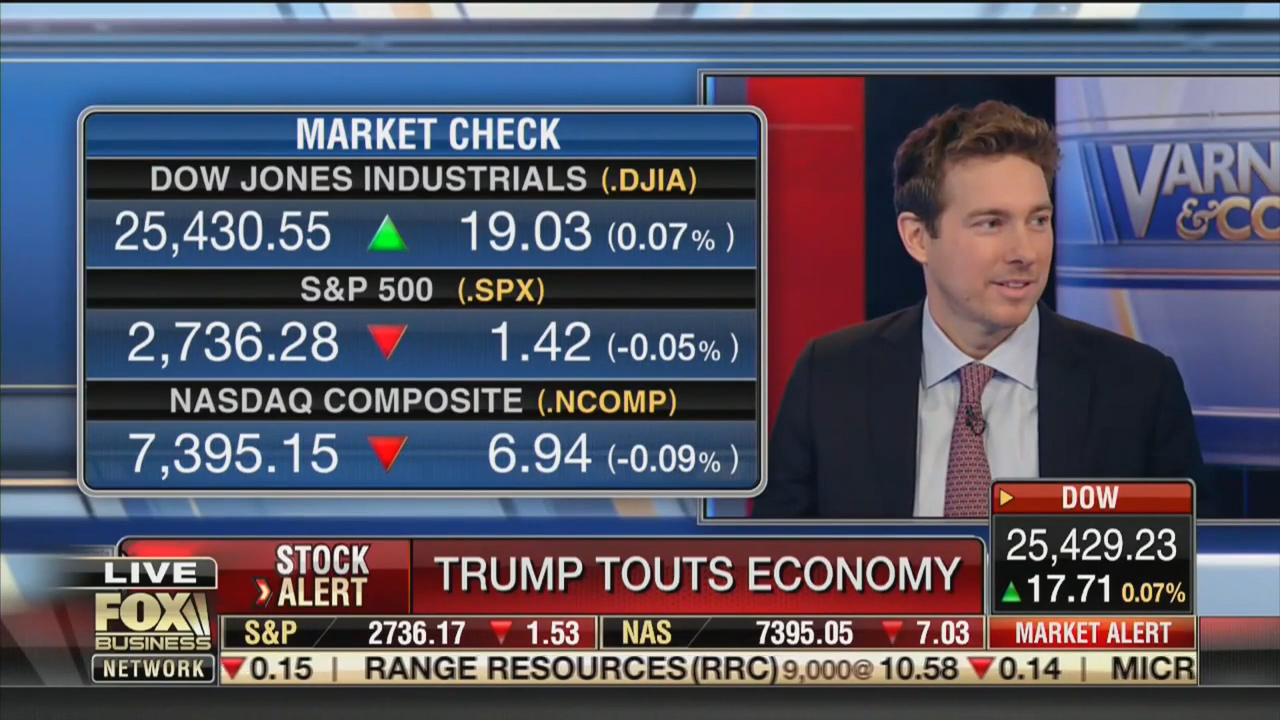 MARKET CHECK
DOW JONES INDUSTRIALS (.DJIA)
25,430.55 ▲ 19.03 (0.07%)
S&P 500 (.SPX)
2,736.28 ▼ 1.42 (-0.05%)
NASDAQ COMPOSITE (.NCOMP)
7,395.15 ▼ 6.94 (-0.09%)
VARN
&CO
DOW
25,429.23
▲17.71 0.07%
MARKET ALERT
STOCK
ALERT
TRUMP TOUTS ECONOMY
LIVE
FOX
BUSINESS
NETWORK
S&P 2736.17 ▼ 1.53
NAS 7395.05 ▼ 7.03
▼0.15 | RANGE RESOURCES(RRC) 9,000@ 10.58 ▼0.14 | MICR